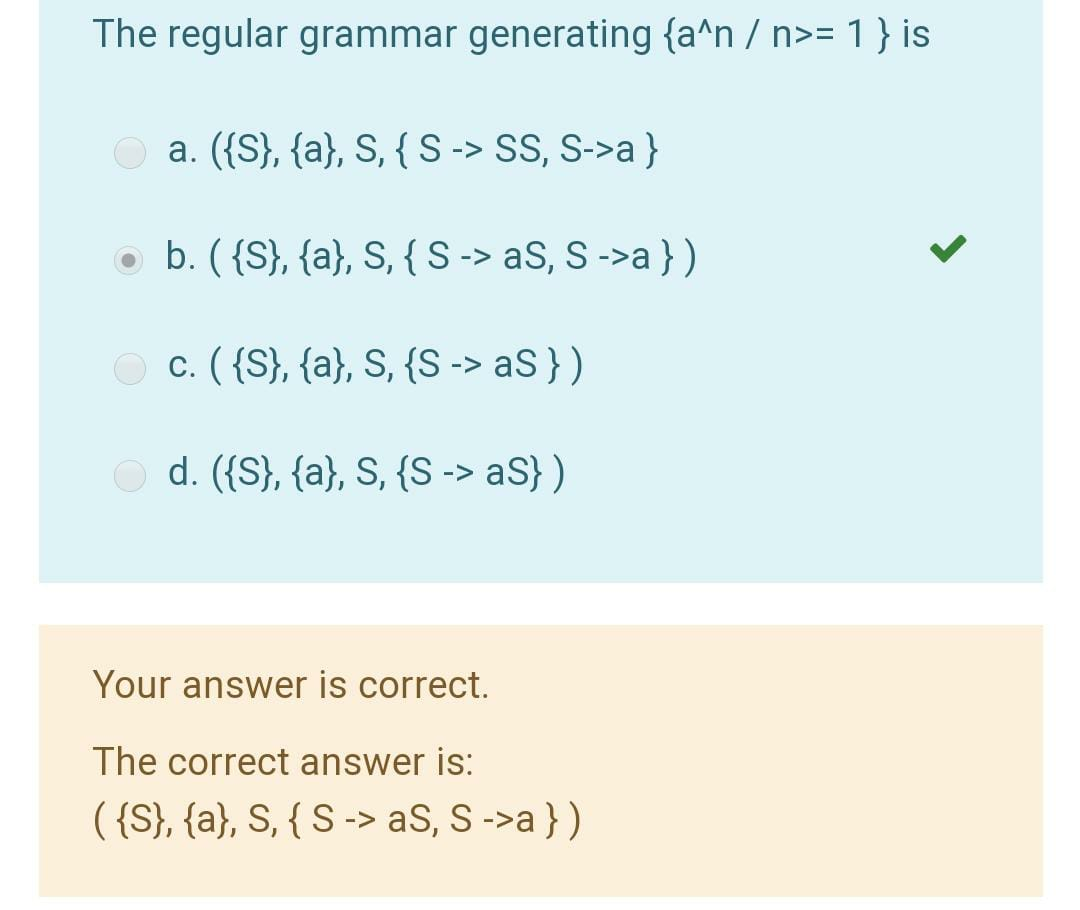 The regular grammar generating {a^n / n>= 1 } is
a. ({S}, {a}, S, { S -> SS, S->a }
b. ( {S}, {a}, S, { S -> aS, S ->a } )
c. ( {S}, {a}, S, {S -> aS } )
d. ({S}, {a}, S, {S -> aS} )
Your answer is correct.
The correct answer is:
( {S}, {a}, S, { S -> aS, S ->a } )